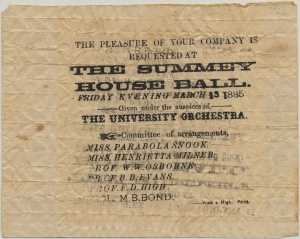 THE PLEASURE OF YOUR COMPANY IS
REQUESTED AT
THE SUMMEY
HOUSE BALL.
FRIDAY EVENING MARCH 13 1885
Given under the auspices of
THE UNIVERSITY ORCHESTRA.
Committee of arrangements,
MISS. PARABOLA SNOOK.
MISS. HENRIETTA MILNER.
PROF. W. W. OSBORNE.
PROF. B. B. EVANS.
PROF. F. D. HIGH.
COL. M. B. BOND.